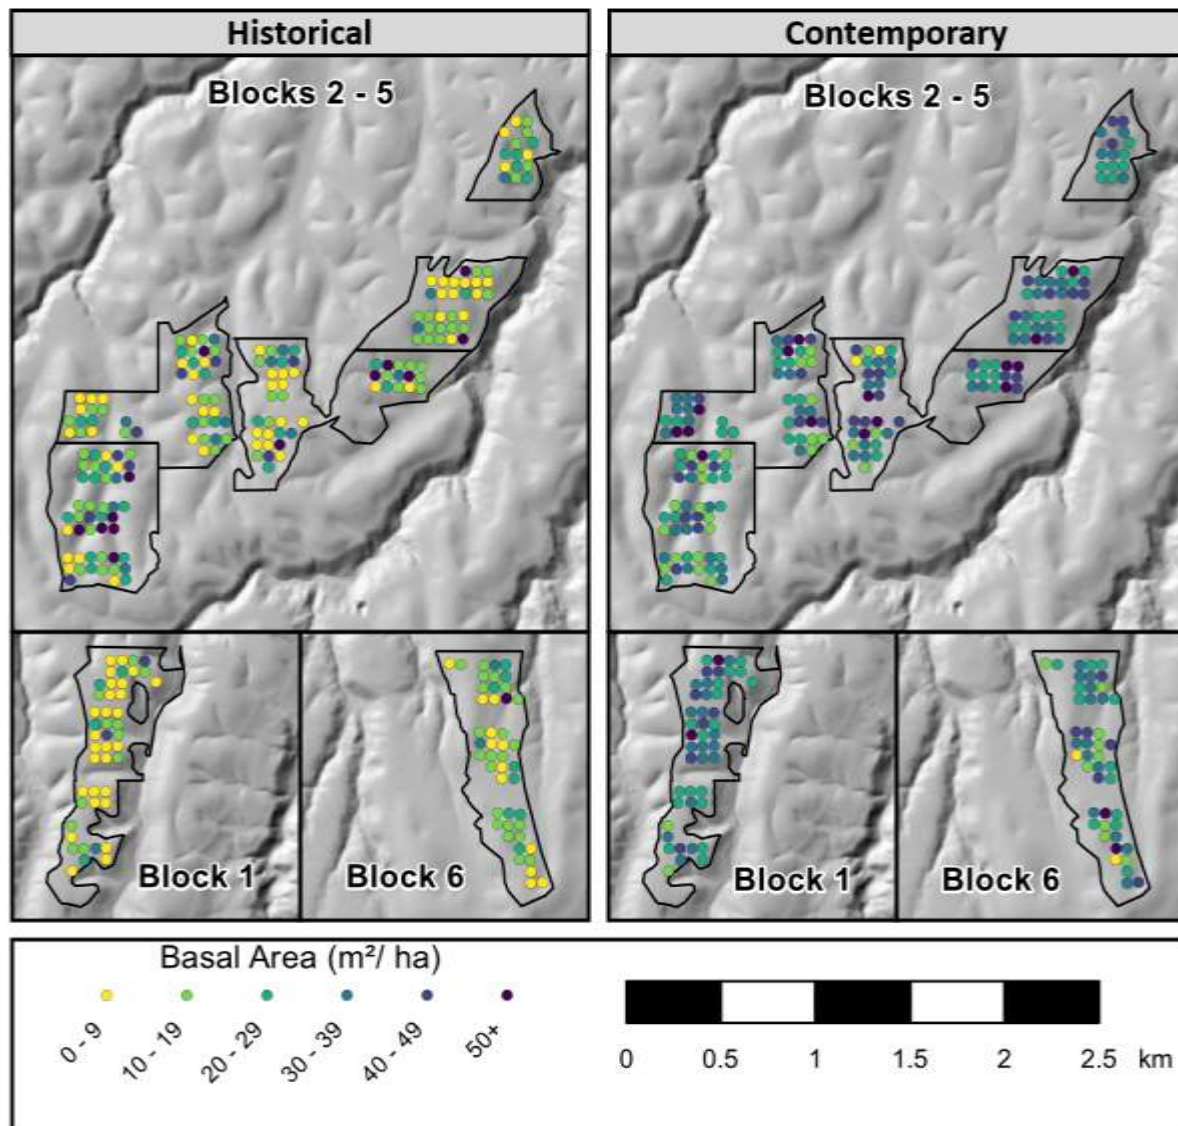 Historical
Contemporary
Blocks 2 - 5
Blocks 2 - 5
Block 1
Block 6
Block 1
Block 6
Basal Area (m²/ ha)
0 - 9
10 - 19
20 - 29
30 - 39
40 - 49
50+
0 0.5 1 1.5 2 2.5 km